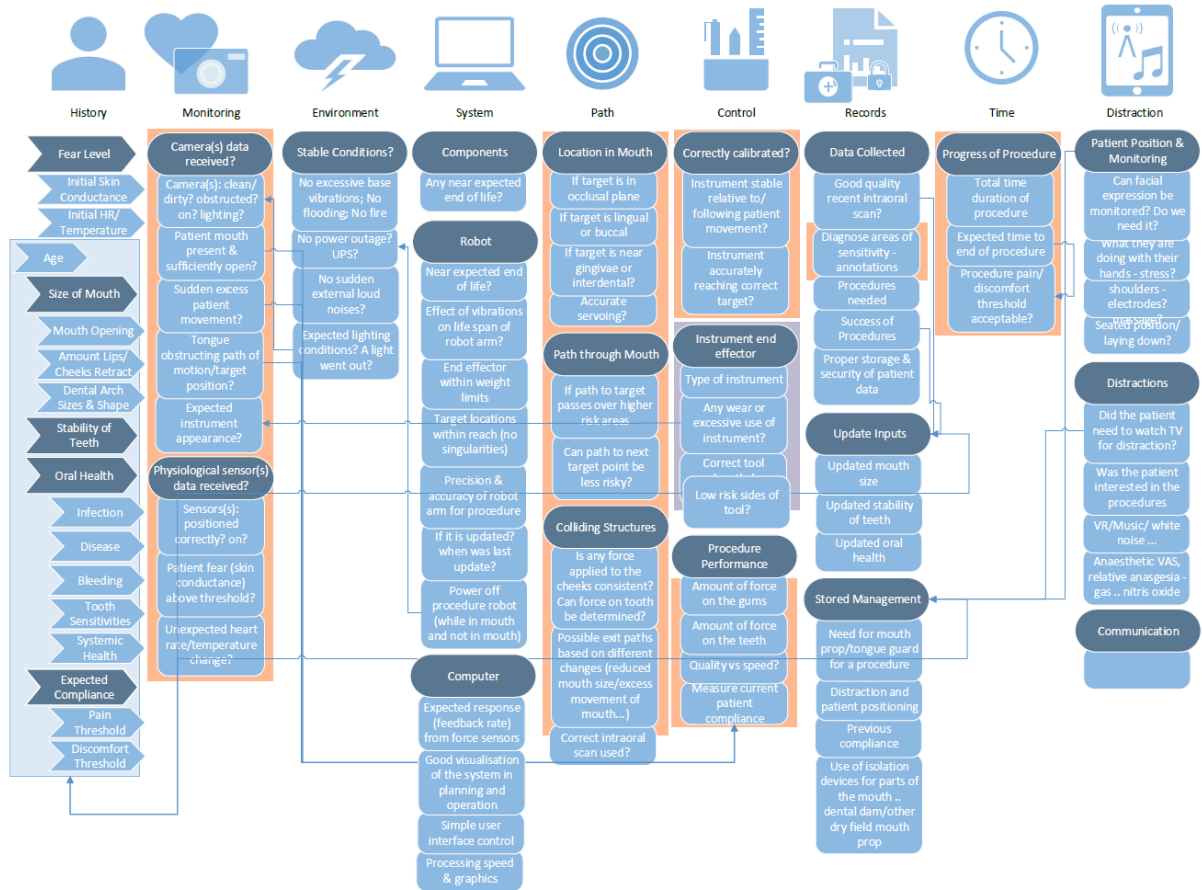 History
Monitoring
Environment
System
Path
Control
Records
Time
Distraction
Fear Level
Initial Skin
Conductance
Initial HR/
Temperature
Age
Size of Mouth
Mouth Opening
Amount Lips/
Cheeks Retract
Dental Arch
Sizes & Shape
Stability of
Teeth
Oral Health
Infection
Disease
Bleeding
Tooth
Sensitivities
Systemic
Health
Expected
Compliance
Pain
Threshold
Discomfort
Threshold
Camera(s) data
received?
Camera(s): clean/
dirty? obstructed?
on? lighting?
Patient mouth
present &
sufficiently open?
Sudden excess
patient
movement?
Tongue
obstructing path of
motion/target
position?
Expected
instrument
appearance?
Physiological sensor(s)
data received?
Sensors(s):
positioned
correctly? on?
Patient fear (skin
conductance)
above threshold?
Unexpected heart
rate/temperature
change?
Stable Conditions?
No excessive base
vibrations; No
flooding; No fire
No power outage?
UPS?
No sudden
external loud
noises?
Expected lighting
conditions? A light
went out?
Components
Any near expected
end of life?
Robot
Near expected end
of life?
Effect of vibrations
on life span of
robot arm?
End effector
within weight
limits
Target locations
within reach (no
singularities)
Precision &
accuracy of robot
arm for procedure
If it is updated?
when was last
update?
Power off
procedure robot
(while in mouth
and not in mouth)
Computer
Expected response
(feedback rate)
from force sensors
Good visualisation
of the system in
planning and
operation
Simple user
interface control
Processing speed
& graphics
Location in Mouth
If target is in
occlusal plane
If target is lingual
or buccal
If target is near
gingivae or
interdental?
Accurate
servoing?
Path through Mouth
If path to target
passes over higher
risk areas
Can path to next
target point be
less risky?
Colliding Structures
Is any force
applied to the
cheeks consistent?
Can force on tooth
be determined?
Possible exit paths
based on different
changes (reduced
mouth size/excess
movement of
mouth...)
Correct intraoral
scan used?
Correctly calibrated?
Instrument stable
relative to/
following patient
movement?
Instrument
accurately
reaching correct
target?
Instrument end
effector
Type of instrument
Any wear or
excessive use of
instrument?
Correct tool
Low risk sides of
tool?
Procedure
Performance
Amount of force
on the gums
Amount of force
on the teeth
Quality vs speed?
Measure current
patient
compliance
Data Collected
Good quality
recent intraoral
scan?
Diagnose areas of
sensitivity -
annotations
Procedures
needed
Success of
Procedures
Proper storage &
security of patient
data
Update Inputs
Updated mouth
size
Updated stability
of teeth
Updated oral
health
Stored Management
Need for mouth
prop/tongue guard
for a procedure
Distraction and
patient positioning
Previous
compliance
Use of isolation
devices for parts
of the mouth ..
dental dam/other
dry field mouth
prop
Progress of Procedure
Total time
duration of
procedure
Expected time to
end of procedure
Procedure pain/
discomfort
threshold
acceptable?
Patient Position &
Monitoring
Can facial
expression be
monitored? Do we
need it?
What they are
doing with their
hands - stress?
shoulders -
electrodes?
massage?
Seated position/
laying down?
Distractions
Did the patient
need to watch TV
for distraction?
Was the patient
interested in the
procedures
VR/Music/ white
noise ...
Anaesthetic VAS,
relative anasgesia -
gas .. nitris oxide
Communication